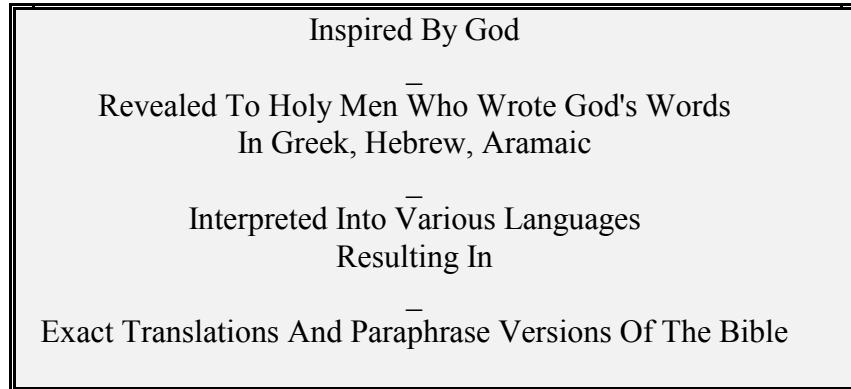 Inspired By God
_
Revealed To Holy Men Who Wrote God's Words
In Greek, Hebrew, Aramaic
_
Interpreted Into Various Languages
Resulting In
_
Exact Translations And Paraphrase Versions Of The Bible